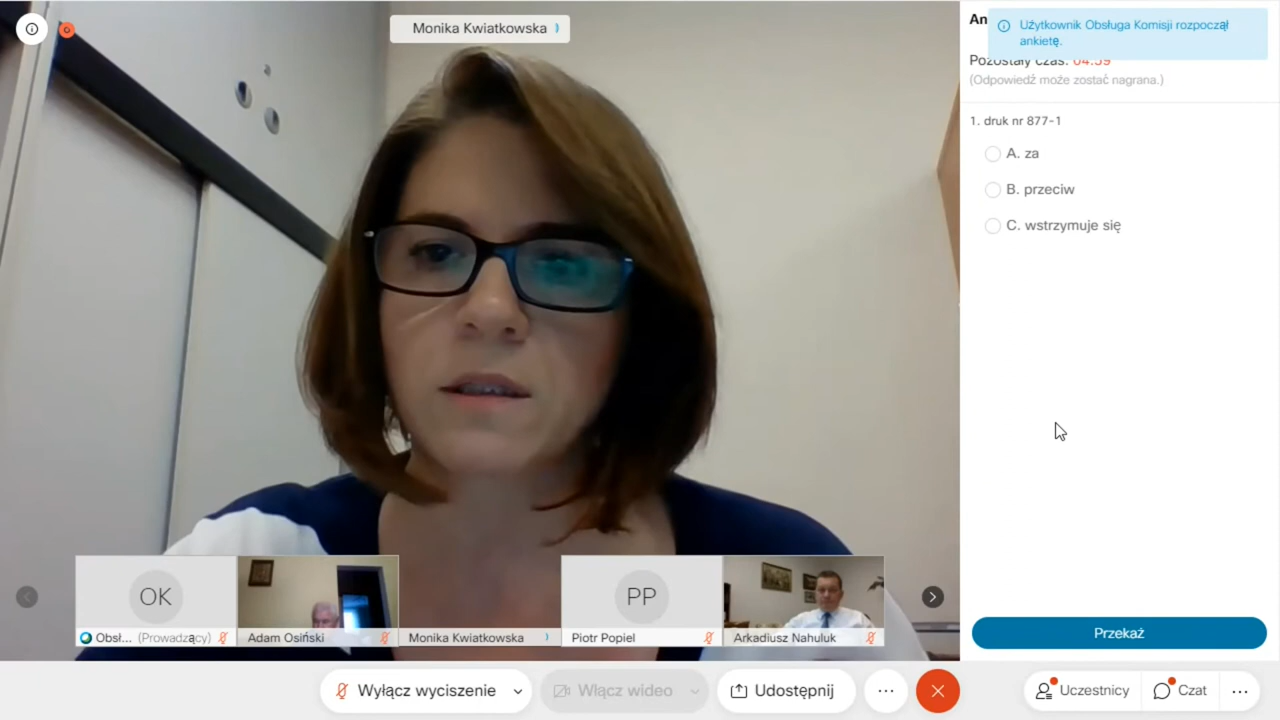 Monika Kwiatkowska
An
Użytkownik Obsługa Komisji rozpoczął
ankietę.
Pozostały czas: 04:59
(Odpowiedź może zostać nagrana.)
1. druk nr 877-1
A. za
B. przeciw
C. wstrzymuje się
OK
PP
Obsł... (Prowadzący)
Adam Osiński
Monika Kwiatkowska
Piotr Popiel
Arkadiusz Nahuluk
Przekaż
Wyłącz wyciszenie
Włącz wideo
Udostępnij
Uczestnicy
Czat